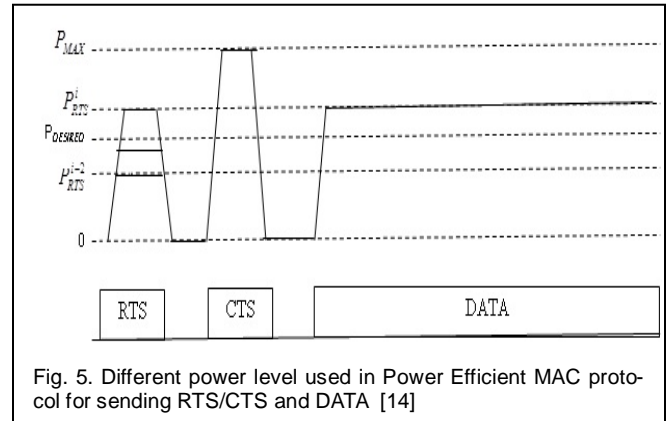 P_MAX
P^i_RTS
P_DESIRED
P^{i-2}_RTS
0
RTS CTS DATA
Fig. 5. Different power level used in Power Efficient MAC proto-
col for sending RTS/CTS and DATA [14]